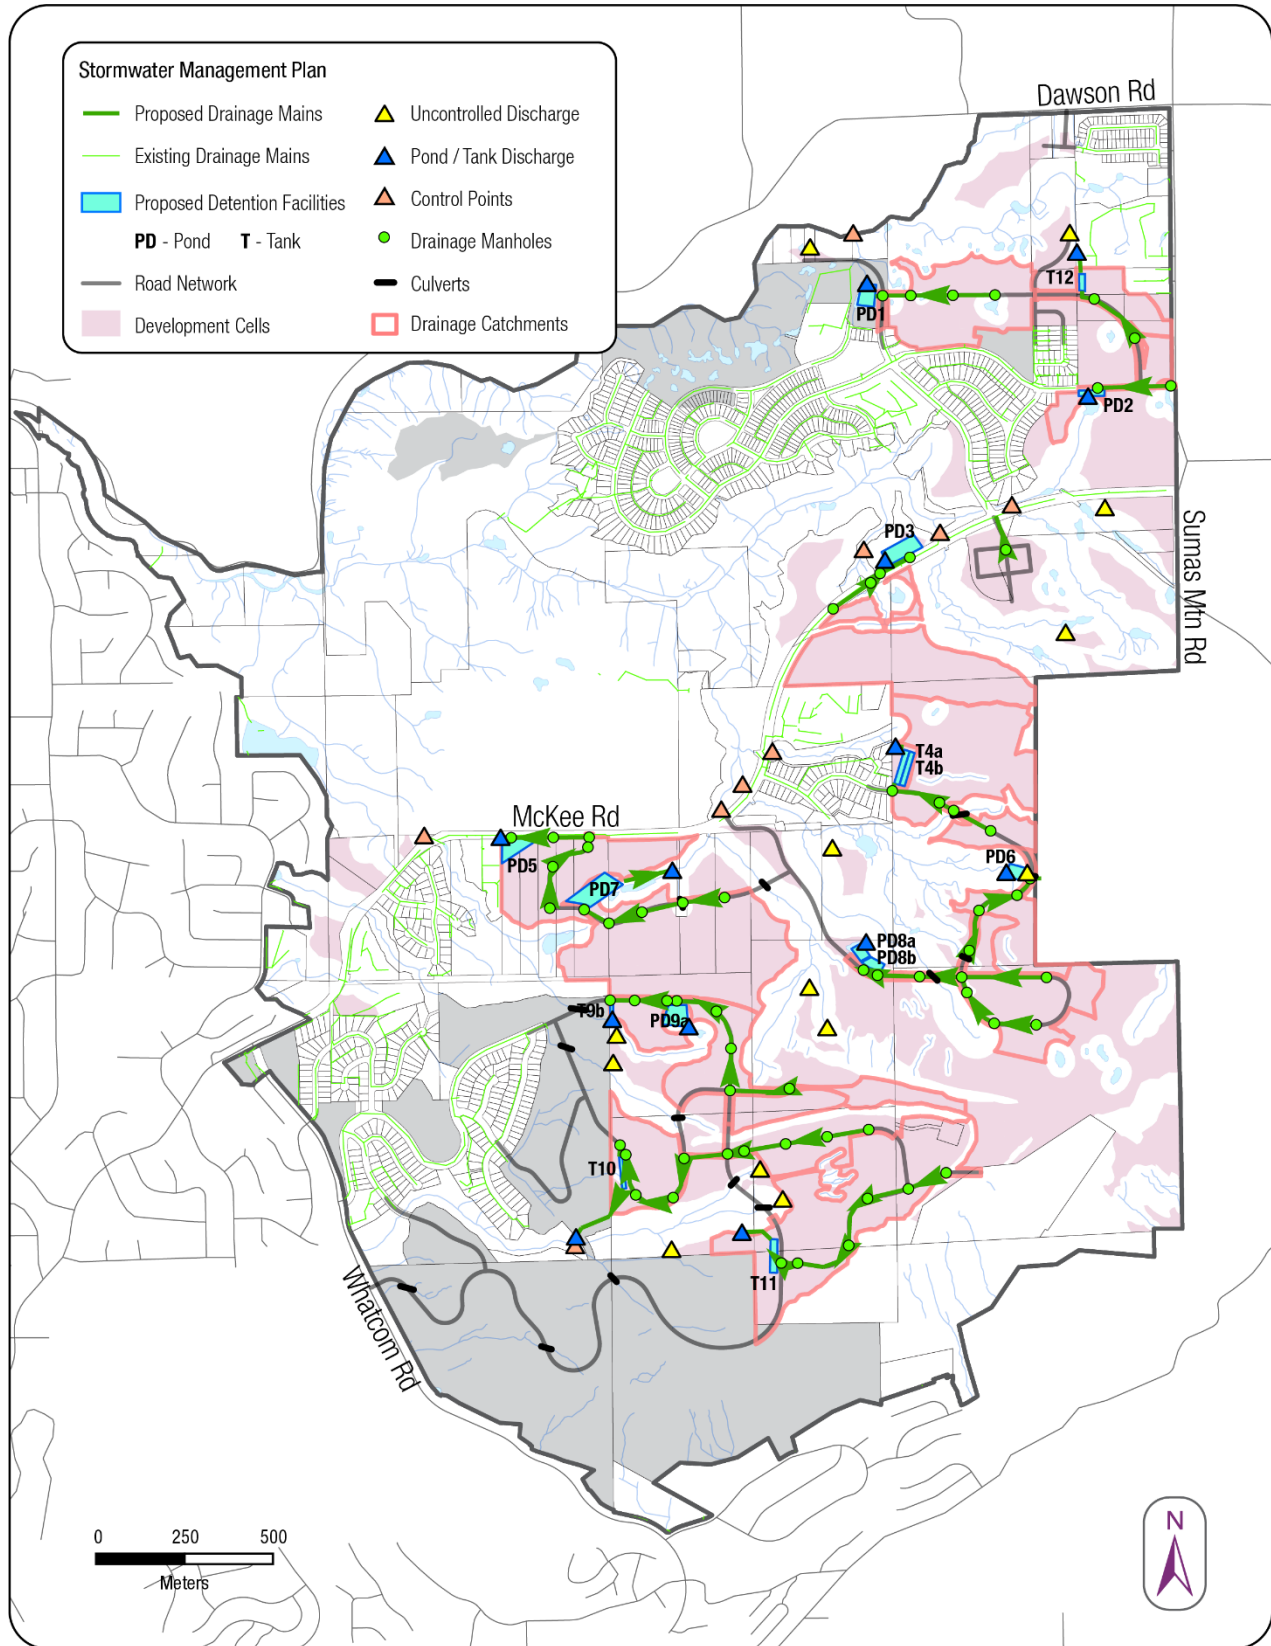 Stormwater Management Plan
Proposed Drainage Mains
Uncontrolled Discharge
Existing Drainage Mains
Pond / Tank Discharge
Proposed Detention Facilities
Control Points
PD - Pond T - Tank
Drainage Manholes
Road Network
Culverts
Development Cells
Drainage Catchments
Dawson Rd
T12
PD1
PD2
Sumas Mtn Rd
PD3
T4a
T4b
McKee Rd
PD5
PD6
PD7
PD8a
PD8b
T9b
PD9a
T10
T11
Whatcom Rd
0 250 500
Meters
N